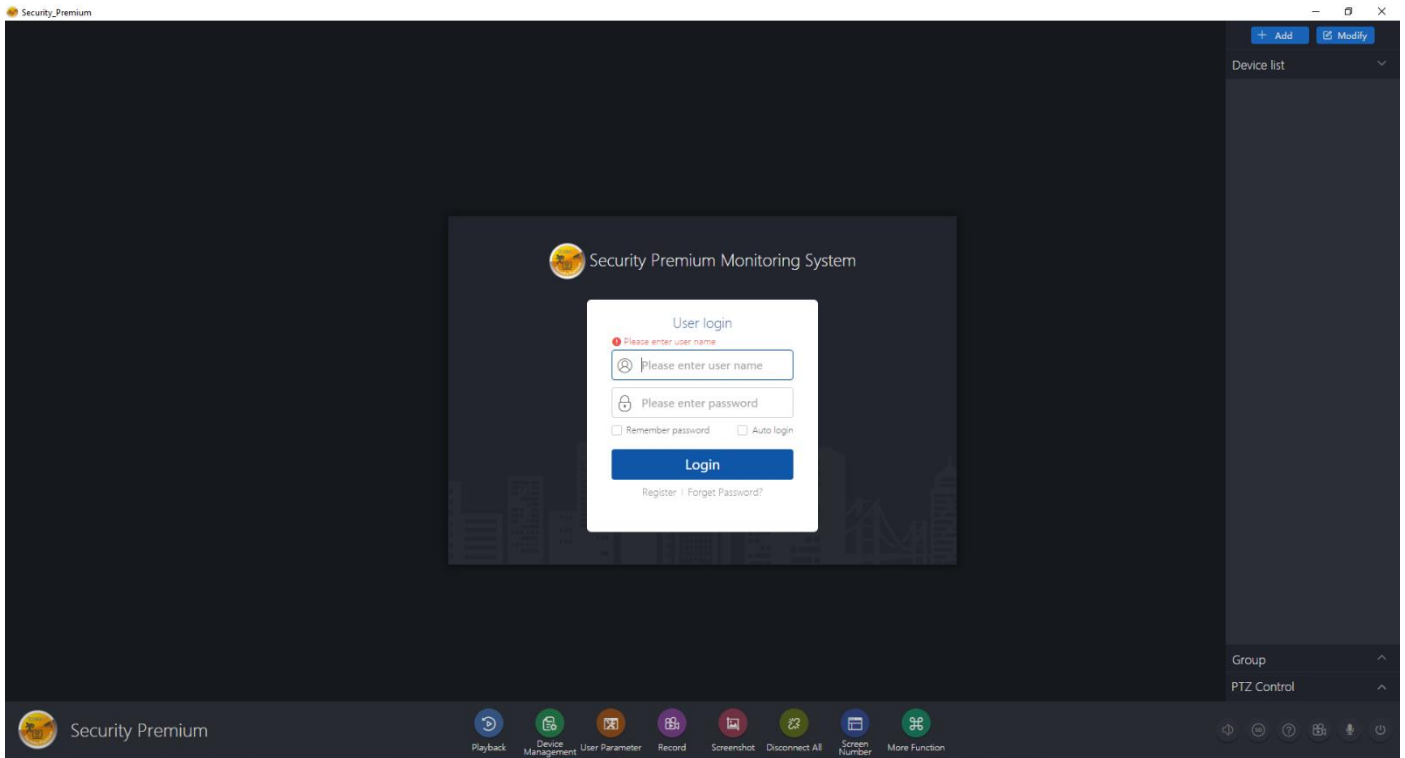 Security_Premium
+ Add
Modify
Device list
Security Premium Monitoring System
User login
Please enter user name
Please enter user name
Please enter password
Remember password
Auto login
Login
Register | Forget Password?
Group
PTZ Control
Security Premium
Playback
Device
Management
User Parameter
Record
Screenshot
Disconnect All
Screen
Number
More Function